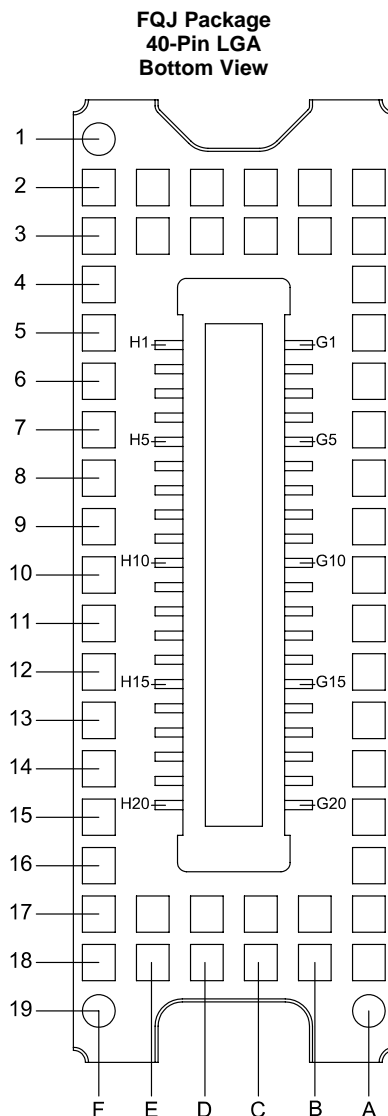 FQJ Package
40-Pin LGA
Bottom View
1
2
3
4
5
H1 G1
6
7
H5 G5
8
9
10
H10 G10
11
12
H15 G15
13
14
15
H20 G20
16
17
18
19
F E D C B A